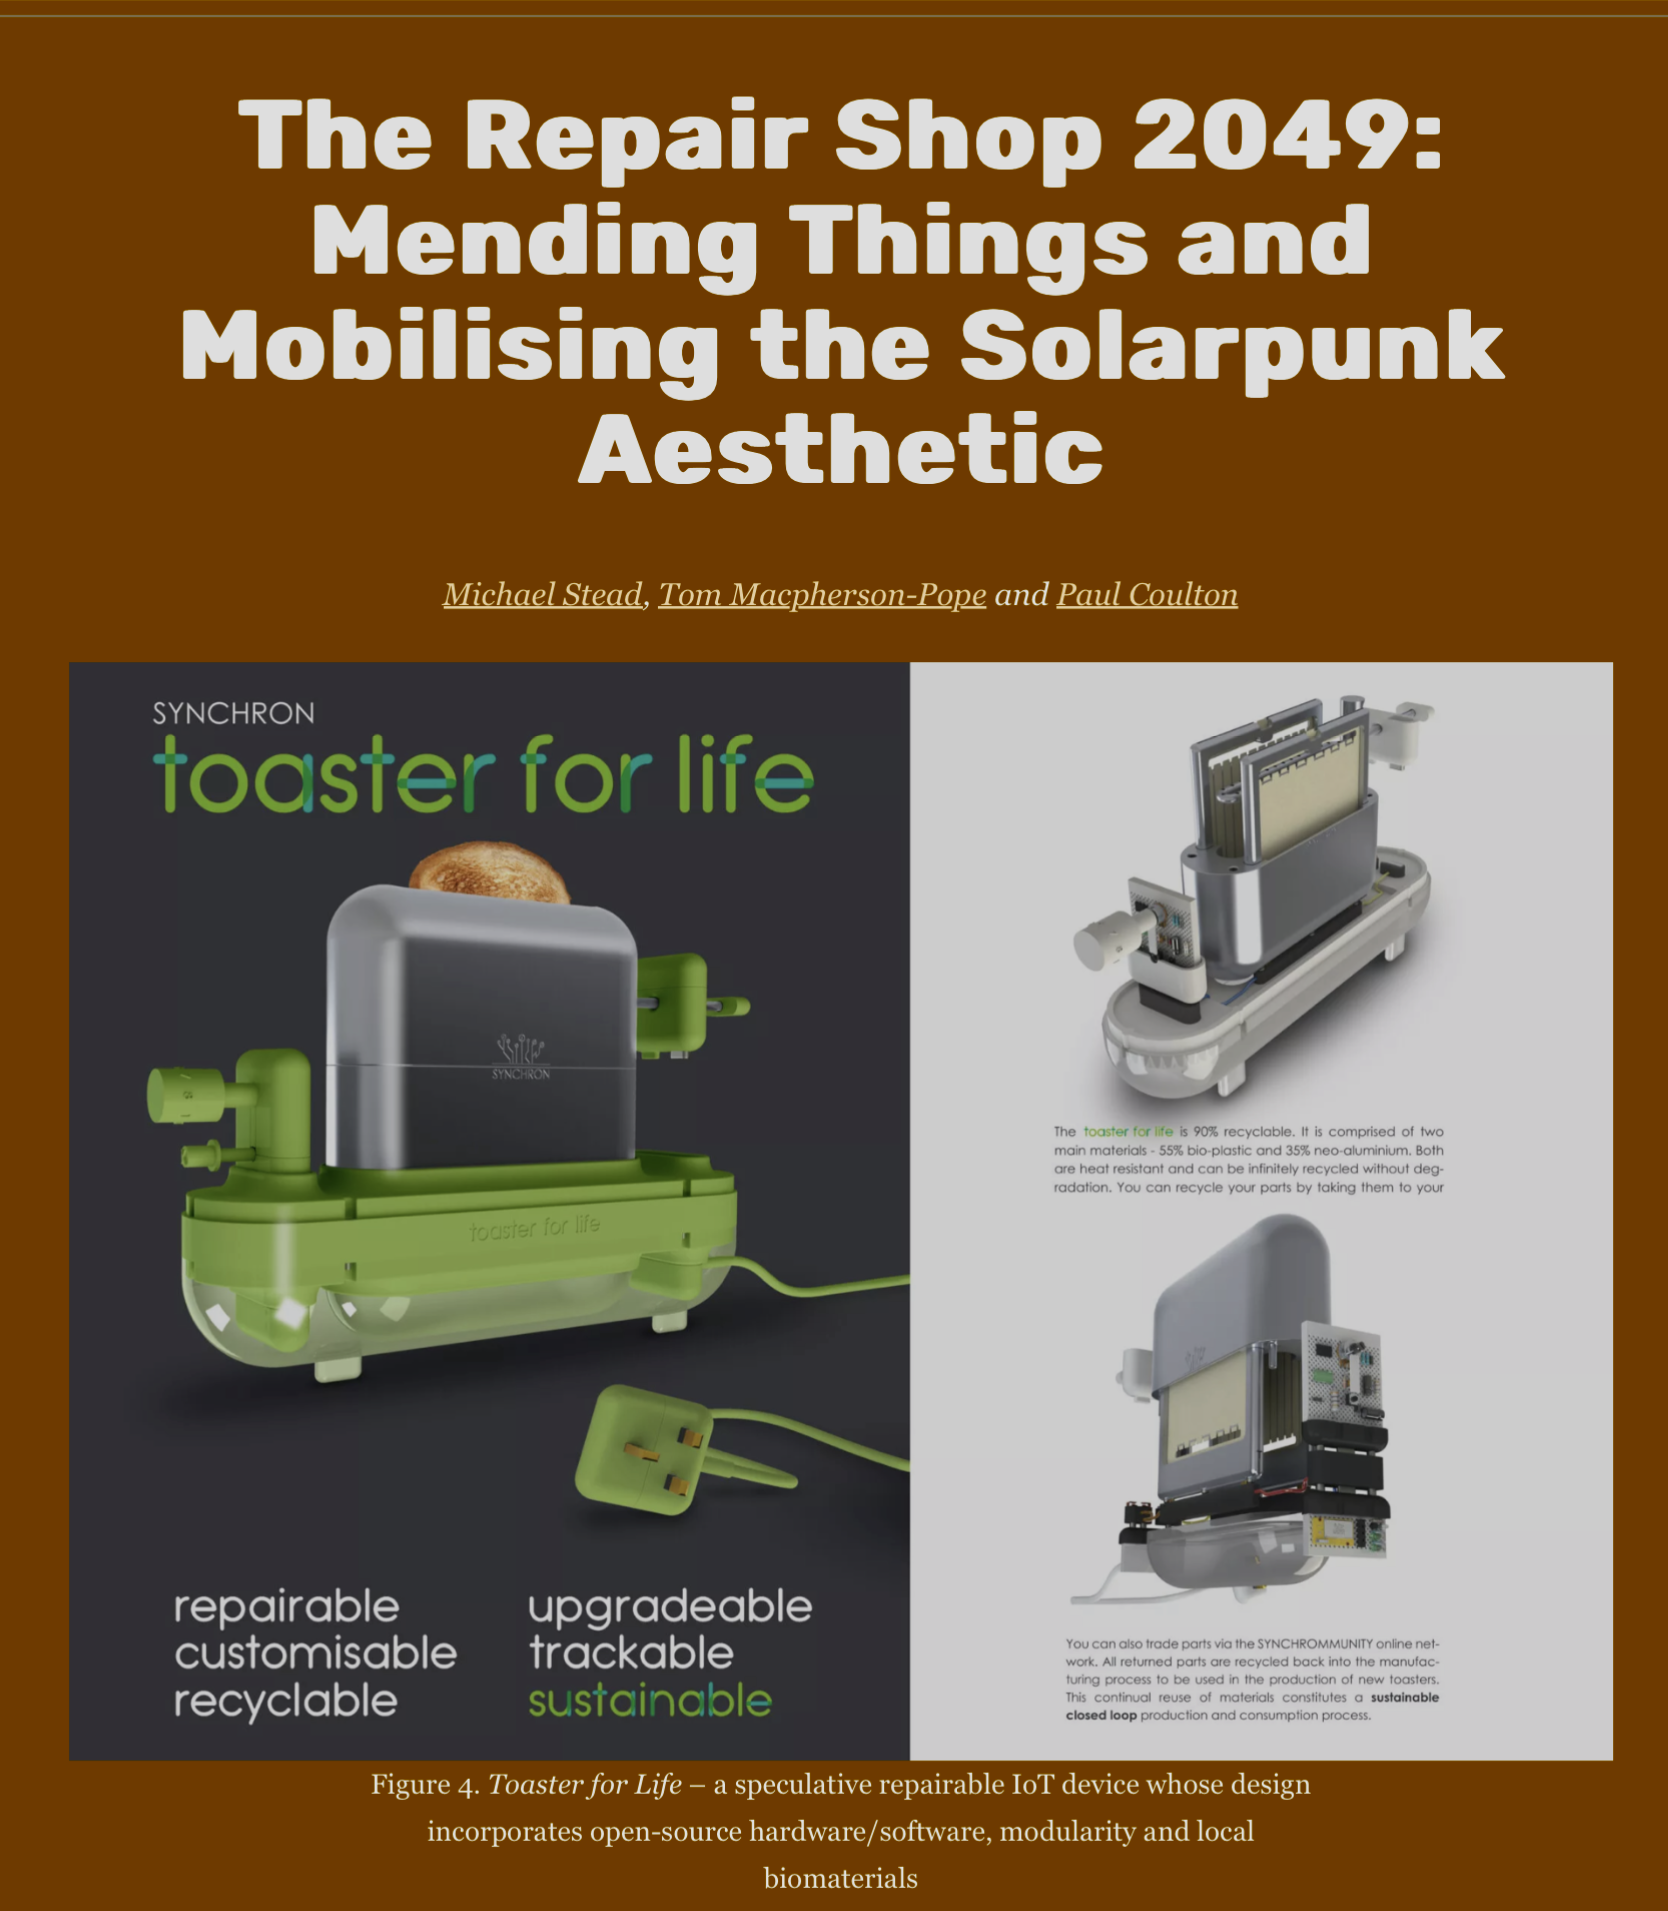 The Repair Shop 2049:
Mending Things and
Mobilising the Solarpunk
Aesthetic
Michael Stead, Tom Macpherson-Pope and Paul Coulton
SYNCHRON
toaster for life
SYNCHRON
toaster for life
repairable
customisable
recyclable
upgradeable
trackable
sustainable
The toaster for life is 90% recyclable. It is comprised of two
main materials - 55% bio-plastic and 35% neo-aluminium. Both
are heat resistant and can be infinitely recycled without deg-
radation. You can recycle your parts by taking them to your
You can also trade parts via the SYNCHROMMUNITY online net-
work. All returned parts are recycled back into the manufac-
turing process to be used in the production of new toasters.
This continual reuse of materials constitutes a sustainable
closed loop production and consumption process.
Figure 4. Toaster for Life – a speculative repairable IoT device whose design
incorporates open-source hardware/software, modularity and local
biomaterials